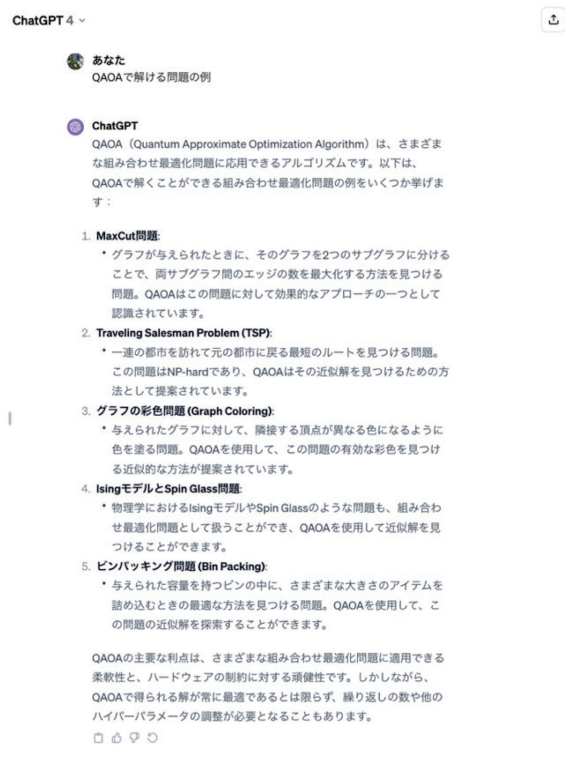 ChatGPT 4
あなた
QAOAで解ける問題の例
ChatGPT
QAOA（Quantum Approximate Optimization Algorithm）は、さまざま
な組み合わせ最適化問題に応用できるアルゴリズムです。以下は、
QAOAで解くことができる組み合わせ最適化問題の例をいくつか挙げま
す：
1. MaxCut問題:
• グラフが与えられたときに、そのグラフを2つのサブグラフに分ける
ことで、両サブグラフ間のエッジの数を最大化する方法を見つける
問題。QAOAはこの問題に対して効果的なアプローチの一つとして
認識されています。
2. Traveling Salesman Problem (TSP):
• 一連の都市を訪れて元の都市に戻る最短のルートを見つける問題。
この問題はNP-hardであり、QAOAはその近似解を見つけるための方
法として提案されています。
3. グラフの彩色問題 (Graph Coloring):
• 与えられたグラフに対して、隣接する頂点が異なる色になるように
色を塗る問題。QAOAを使用して、この問題の有効な彩色を見つけ
る近似的な方法が提案されています。
4. IsingモデルとSpin Glass問題:
• 物理学におけるIsingモデルやSpin Glassのような問題も、組み合わ
せ最適化問題として扱うことができ、QAOAを使用して近似解を見
つけることができます。
5. ビンパッキング問題 (Bin Packing):
• 与えられた容量を持つビンの中に、さまざまな大きさのアイテムを
詰め込むときの最適な方法を見つける問題。QAOAを使用して、こ
の問題の近似解を探索することができます。
QAOAの主要な利点は、さまざまな組み合わせ最適化問題に適用できる
柔軟性と、ハードウェアの制約に対する頑健性です。しかしながら、
QAOAで得られる解が常に最適であるとは限らず、繰り返しの数や他の
ハイパーパラメータの調整が必要となることもあります。